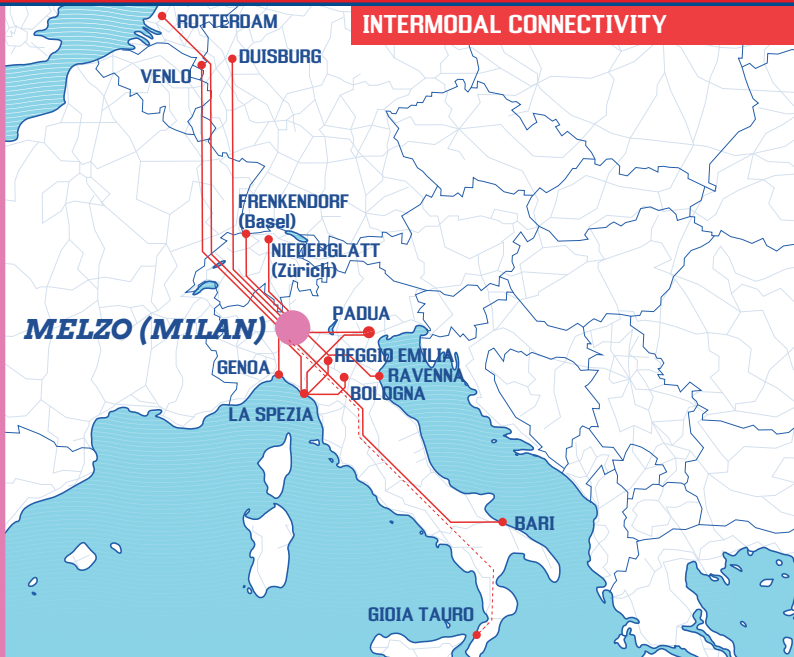 ROTTERDAM
INTERMODAL CONNECTIVITY
DUISBURG
VENLO
FRENKENDORF
(Basel)
NIEDERGLATT
(Zürich)
PADUA
MELZO (MILAN)
REGGIO EMILIA
GENOA
RAVENNA
BOLOGNA
LA SPEZIA
BARI
GIOIA TAURO